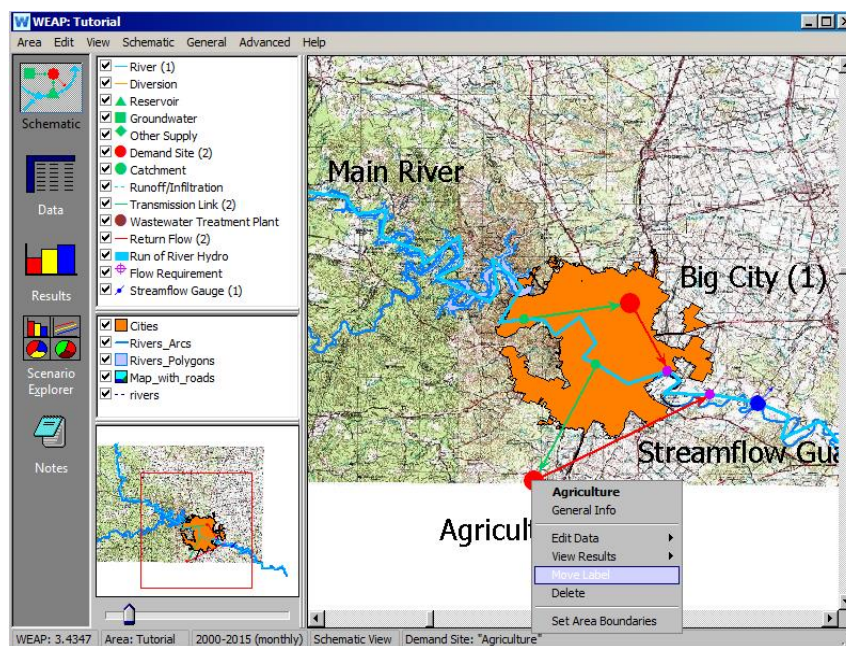 WEAP: Tutorial
Area Edit View Schematic General Advanced Help
Schematic
Data
Results
Scenario
Explorer
Notes
River (1)
Diversion
Reservoir
Groundwater
Other Supply
Demand Site (2)
Catchment
Runoff/Infiltration
Transmission Link (2)
Wastewater Treatment Plant
Return Flow (2)
Run of River Hydro
Flow Requirement
Streamflow Gauge (1)
Cities
Rivers_Arcs
Rivers_Polygons
Map_with_roads
rivers
Main River
Big City (1)
Streamflow Gua
Agricult
Agriculture
General Info
Edit Data
View Results
Move Label
Delete
Set Area Boundaries
WEAP: 3.4347 Area: Tutorial 2000-2015 (monthly) Schematic View Demand Site: "Agriculture"